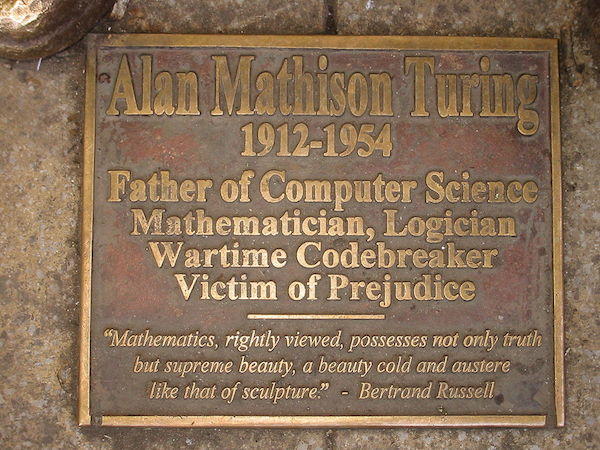 Alan Mathison Turing
1912-1954
Father of Computer Science
Mathematician, Logician
Wartime Codebreaker
Victim of Prejudice
“Mathematics, rightly viewed, possesses not only truth
but supreme beauty, a beauty cold and austere
like that of sculpture.” - Bertrand Russell